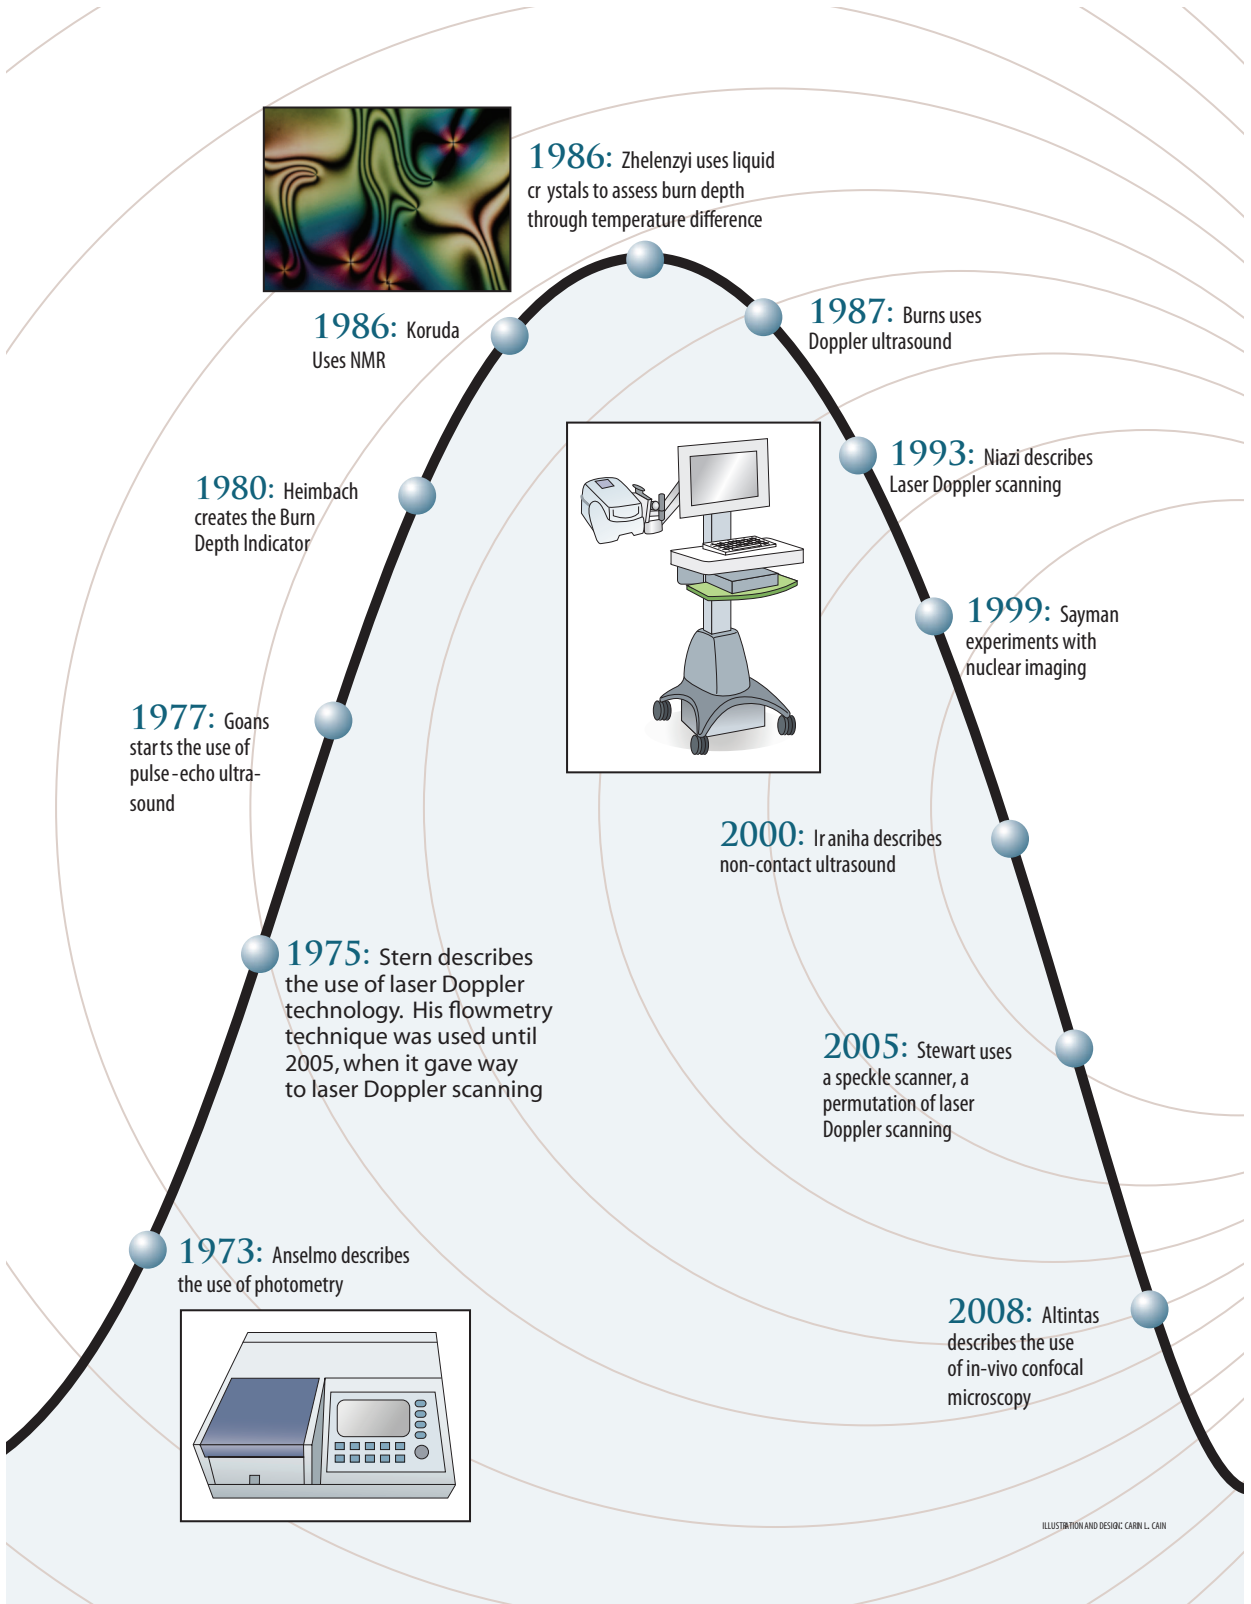 1986: Zhelenzyi uses liquid
cr ystals to assess burn depth
through temperature difference
1986: Koruda
Uses NMR
1987: Burns uses
Doppler ultrasound
1993: Niazi describes
Laser Doppler scanning
1980: Heimbach
creates the Burn
Depth Indicator
1999: Sayman
experiments with
nuclear imaging
1977: Goans
starts the use of
pulse-echo ultra-
sound
2000: Iraniha describes
non-contact ultrasound
1975: Stern describes
the use of laser Doppler
technology. His flowmetry
technique was used until
2005, when it gave way
to laser Doppler scanning
2005: Stewart uses
a speckle scanner, a
permutation of laser
Doppler scanning
1973: Anselmo describes
the use of photometry
2008: Altintas
describes the use
of in-vivo confocal
microscopy
ILLUSTRATION AND DESIGN: CARIN L. CAIN